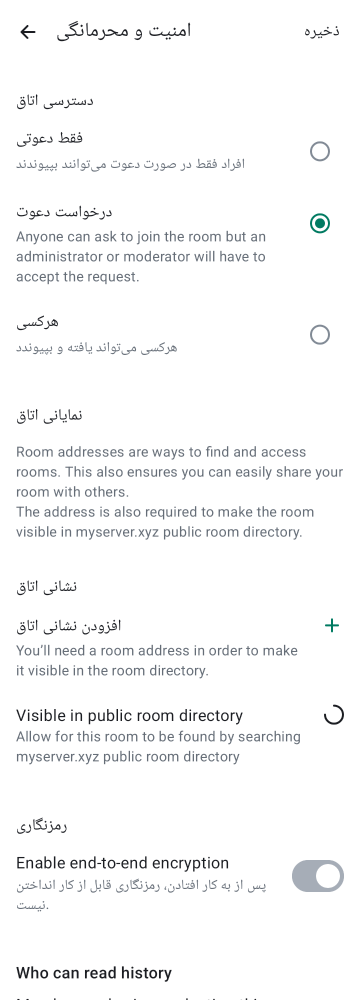 امنیت و محرمانگی
ذخیره
دسترسی اتاق
فقط دعوتی
افراد فقط در صورت دعوت می‌توانند بپیوندند
درخواست دعوت
Anyone can ask to join the room but an
administrator or moderator will have to
accept the request.
هرکسی
هرکسی می‌تواند یافته و بپیوندد
نمایانی اتاق
Room addresses are ways to find and access
rooms. This also ensures you can easily share your
room with others.
The address is also required to make the room
visible in myserver.xyz public room directory.
نشانی اتاق
افزودن نشانی اتاق
You’ll need a room address in order to make
it visible in the room directory.
Visible in public room directory
Allow for this room to be found by searching
myserver.xyz public room directory
رمزنگاری
Enable end-to-end encryption
پس از به کار افتادن، رمزنگاری قابل از کار انداختن
نیست.
Who can read history